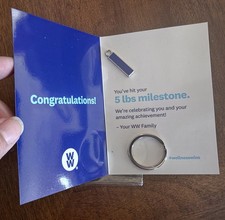 Congratulations!
WW
You've hit your
5 lbs milestone.
We're celebrating you and your
amazing achievement!
– Your WW Family